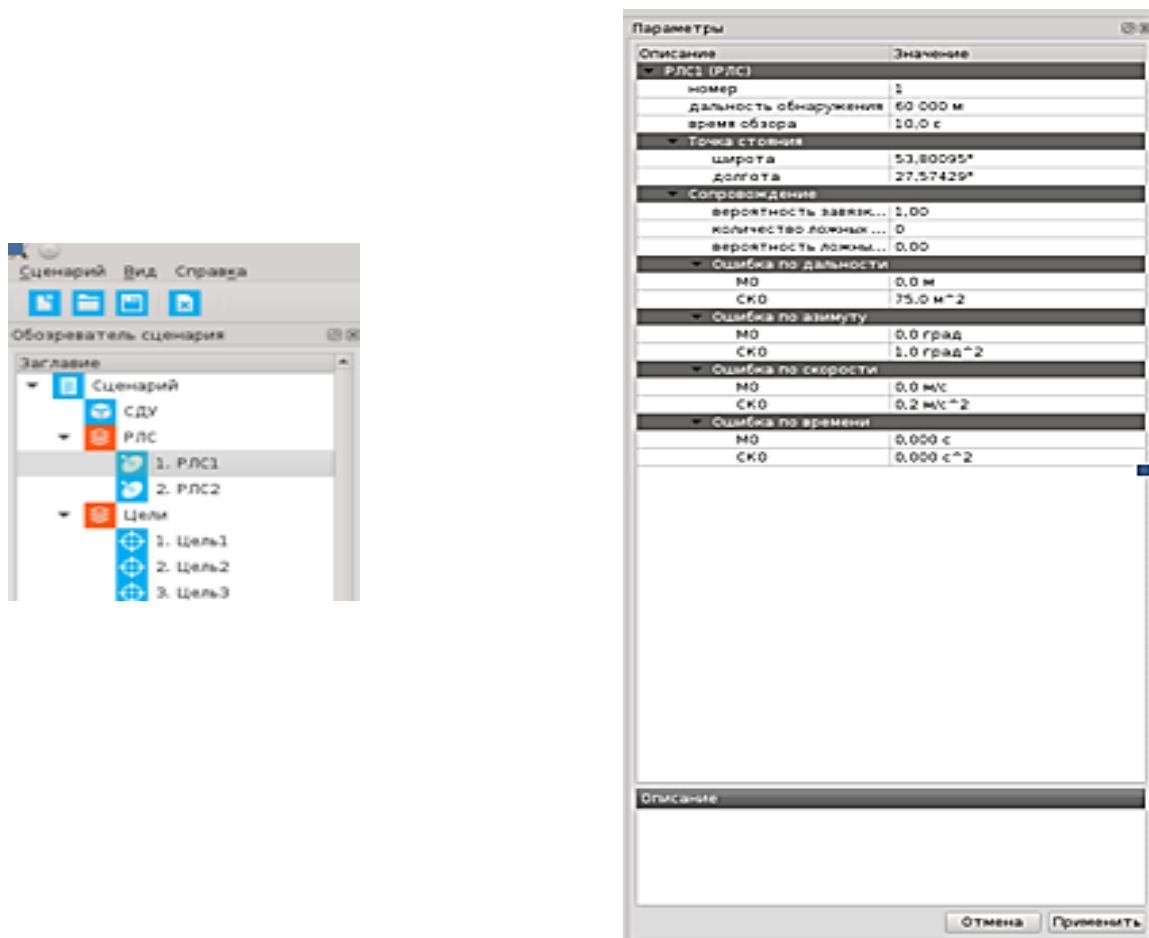 Сценарий Вид Справка
Обозреватель сценария
Заглавие
Сценарий
СДУ
РЛС
1. РЛС1
2. РЛС2
Цели
1. Цель1
2. Цель2
3. Цель3
Параметры
Описание Значение
РЛС1 (РЛС)
номер 1
дальность обнаружения 60 000 м
время обзора 10,0 с
Точка стояния
широта 53,80095°
долгота 27,57429°
Сопровождение
вероятность завязк... 1,00
количество ложных ... 0
вероятность ложны... 0,00
Ошибка по дальности
МО 0,0 м
СКО 75,0 м^2
Ошибка по азимуту
МО 0,0 град
СКО 1,0 град^2
Ошибка по скорости
МО 0,0 м/с
СКО 0,2 м/с^2
Ошибка по времени
МО 0,000 с
СКО 0,000 с^2
Описание
Отмена Применить